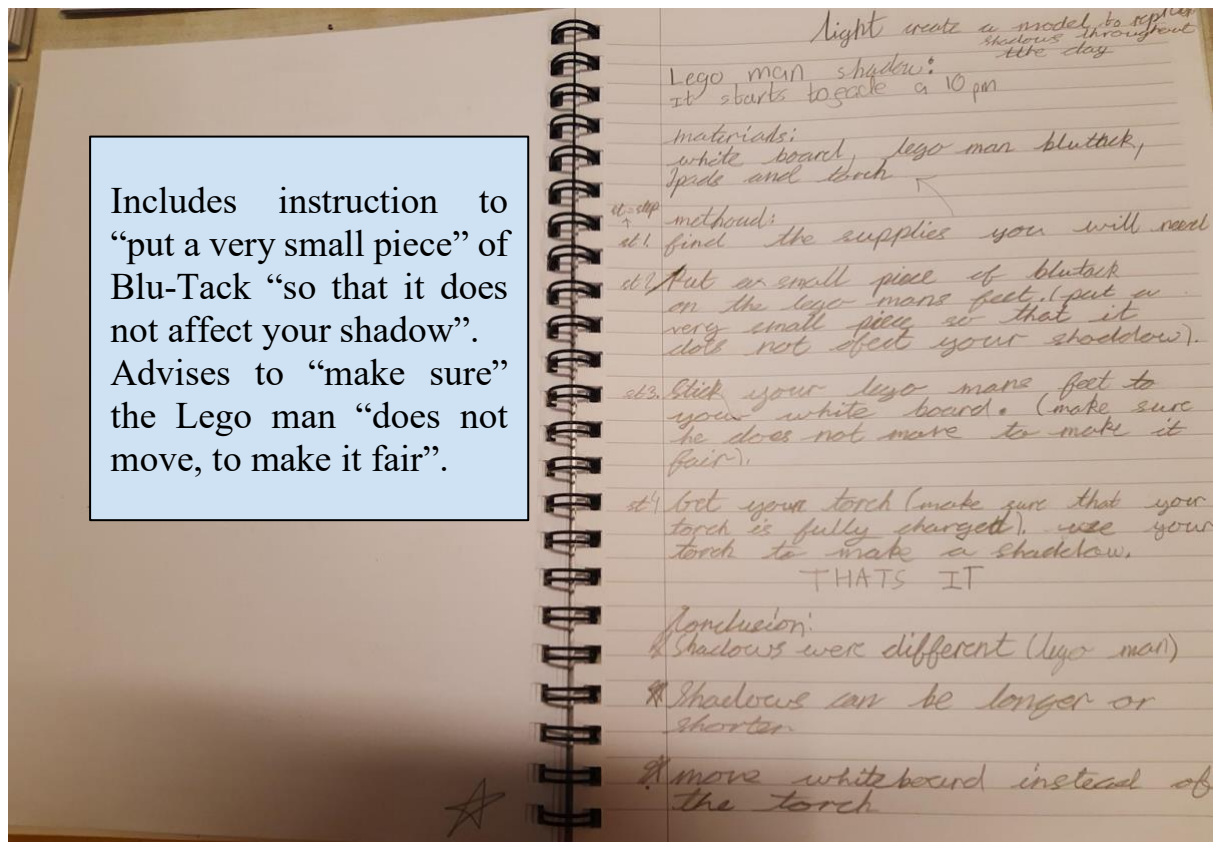 Includes instruction to
“put a very small piece” of
Blu-Tack “so that it does
not affect your shadow”.
Advises to “make sure”
the Lego man “does not
move, to make it fair”.
light create a model to
shadows throughout
the day
Lego man shadow:
It starts to a 10 pm
materials:
white board, lego man bluttack,
Ipads and torch
st=step
methoud:
st1. find the supplies you will need
st2 Put a small piece of blutack
on the lego mans feet. (put a
very small piece so that it
dots not efect your shaddow).
st3. Stick your lego mans feet to
your white board. (make sure
he does not move to make it
fair).
st4 Get your torch (make sure that your
torch is fully charged). use your
torch to make a shaddow.
THATS IT
Conclusion:
Shadows were different (lego man)
Shadows can be longer or
shorter
move whiteboard instead of
the torch